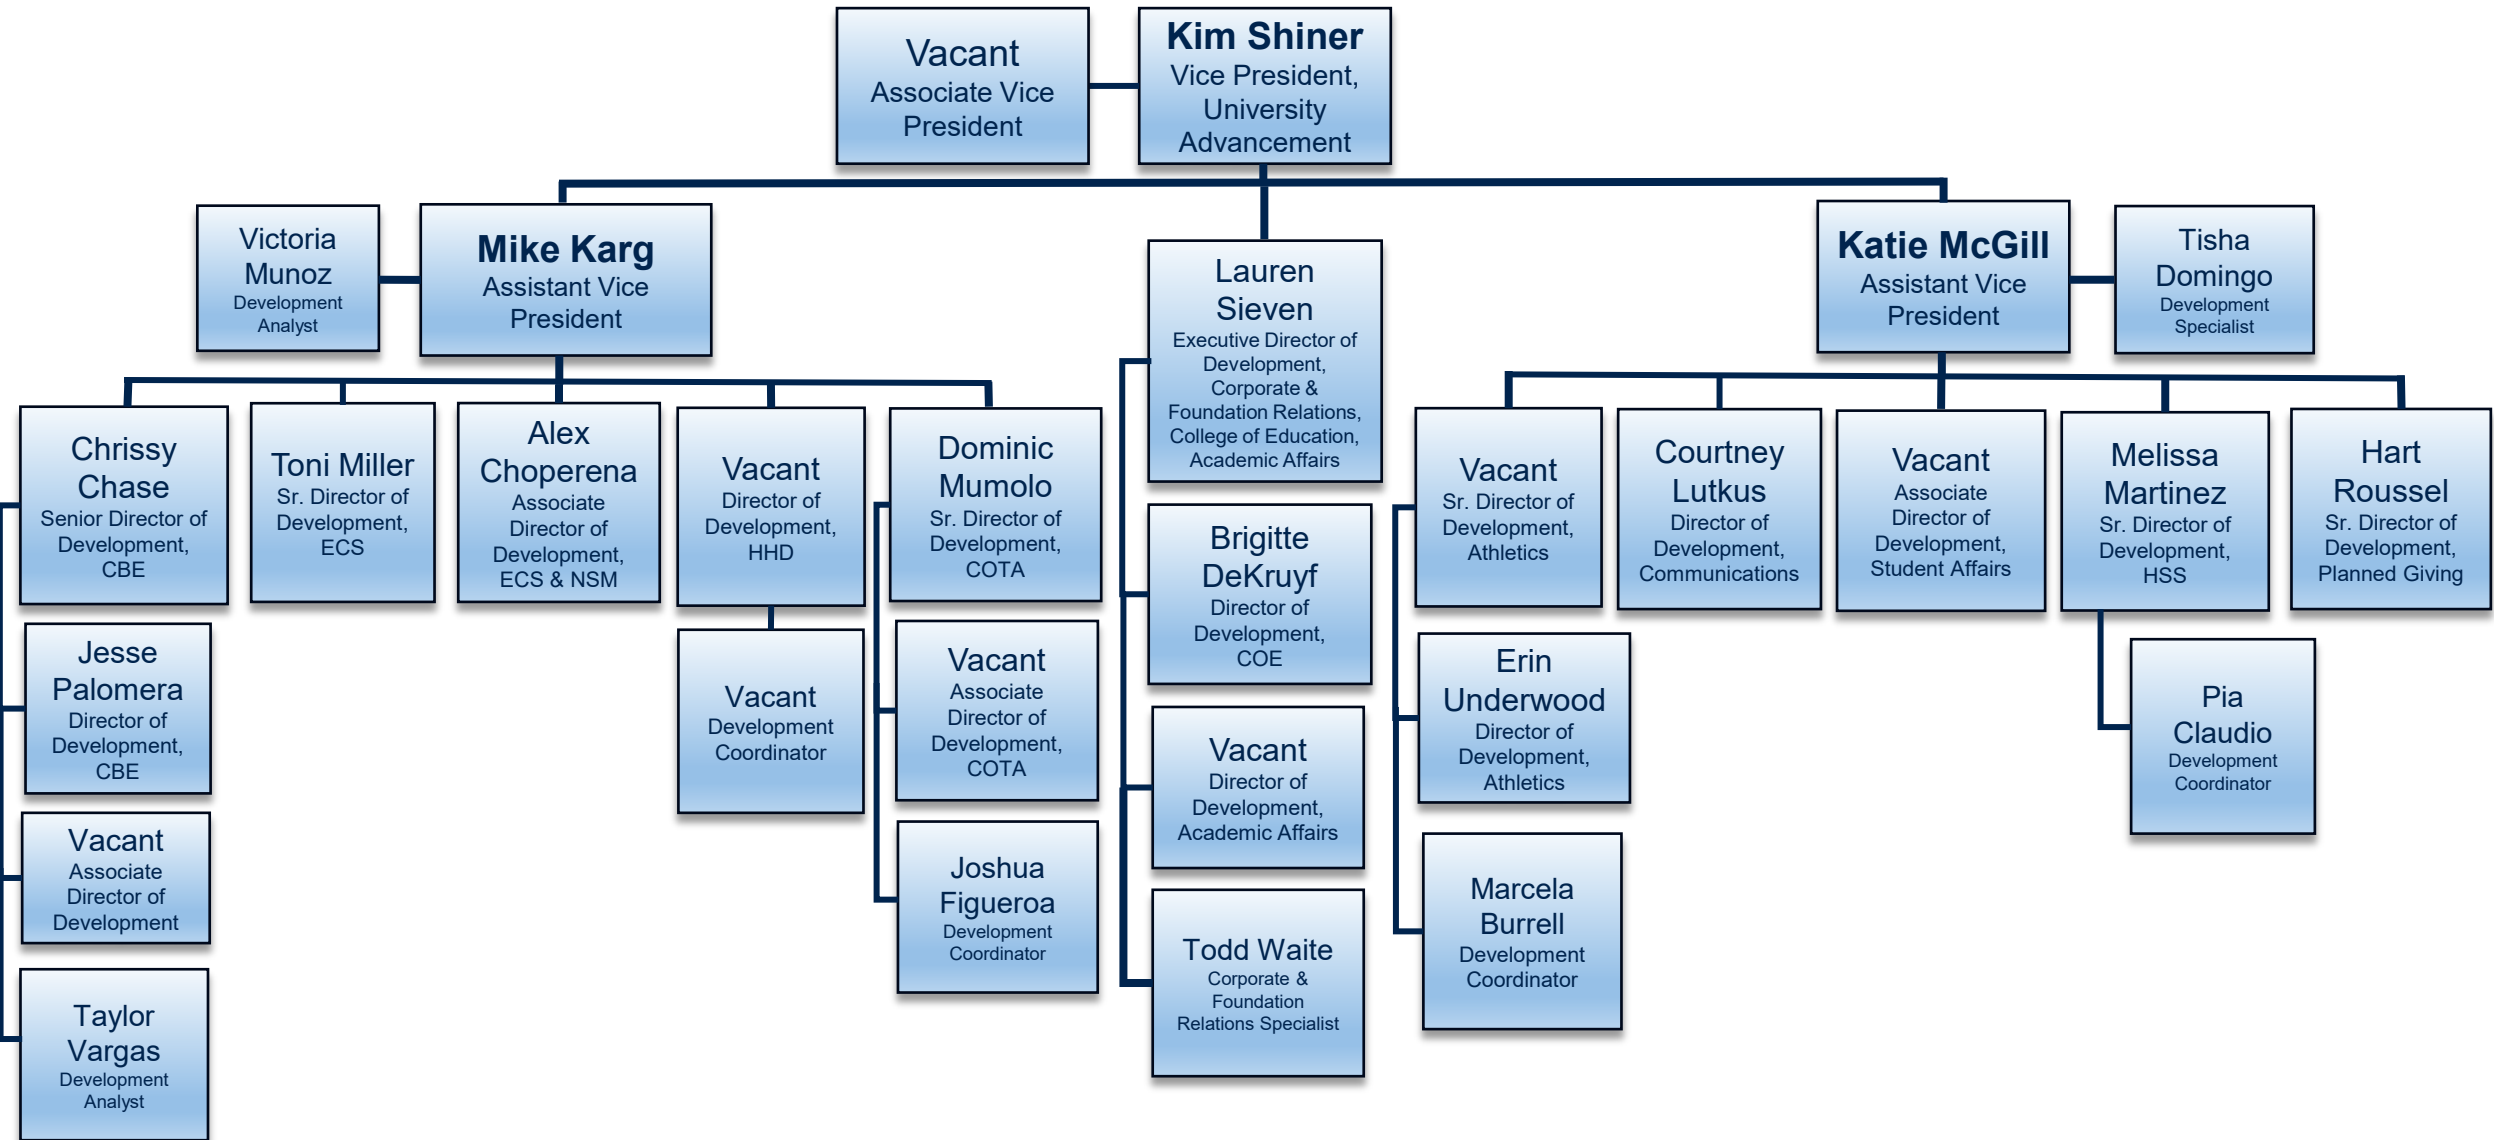 Vacant
Associate Vice
President
Kim Shiner
Vice President,
University
Advancement
Victoria
Munoz
Development
Analyst
Mike Karg
Assistant Vice
President
Lauren
Sieven
Executive Director of
Development,
Corporate &
Foundation Relations,
College of Education,
Academic Affairs
Katie McGill
Assistant Vice
President
Tisha
Domingo
Development
Specialist
Chrissy
Chase
Senior Director of
Development,
CBE
Toni Miller
Sr. Director of
Development,
ECS
Alex
Choperena
Associate
Director of
Development,
ECS & NSM
Vacant
Director of
Development,
HHD
Dominic
Mumolo
Sr. Director of
Development,
COTA
Vacant
Sr. Director of
Development,
Athletics
Courtney
Lutkus
Director of
Development,
Communications
Vacant
Associate
Director of
Development,
Student Affairs
Melissa
Martinez
Sr. Director of
Development,
HSS
Hart
Roussel
Sr. Director of
Development,
Planned Giving
Jesse
Palomera
Director of
Development,
CBE
Vacant
Development
Coordinator
Vacant
Associate
Director of
Development,
COTA
Brigitte
DeKruyf
Director of
Development,
COE
Erin
Underwood
Director of
Development,
Athletics
Pia
Claudio
Development
Coordinator
Vacant
Associate
Director of
Development
Joshua
Figueroa
Development
Coordinator
Vacant
Director of
Development,
Academic Affairs
Marcela
Burrell
Development
Coordinator
Taylor
Vargas
Development
Analyst
Todd Waite
Corporate &
Foundation
Relations Specialist